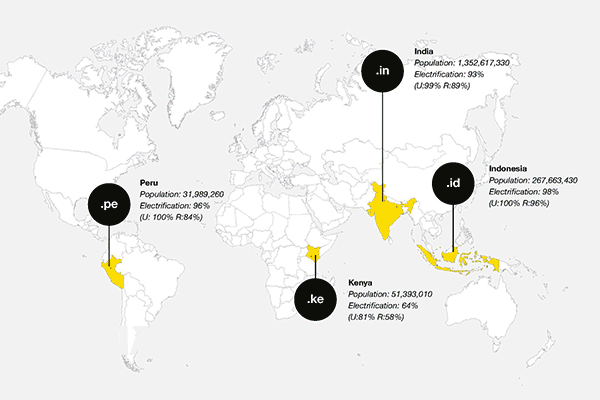 India
Population: 1,352,617,330
Electrification: 93%
(U:99% R:89%)
.in
Indonesia
Population: 267,663,430
Electrification: 98%
(U:100% R:96%)
.id
Peru
Population: 31,989,260
Electrification: 96%
(U: 100% R:84%)
.pe
Kenya
Population: 51,393,010
Electrification: 64%
(U:81% R:58%)
.ke